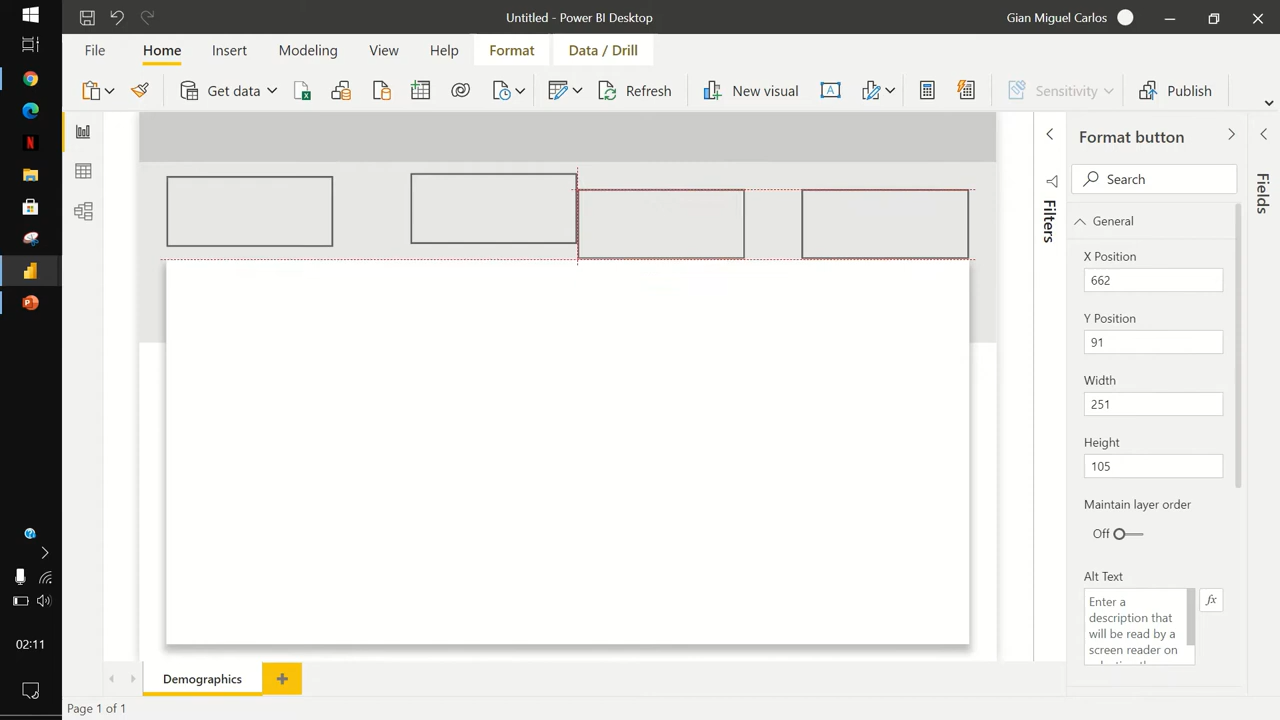 Untitled - Power BI Desktop
Gian Miguel Carlos
File
Home
Insert
Modeling
View
Help
Format
Data / Drill
Get data
Refresh
New visual
Sensitivity
Publish
Format button
Search
Filters
Fields
General
X Position
662
Y Position
91
Width
251
Height
105
Maintain layer order
Off
Alt Text
Enter a
description that
will be read by a
screen reader on
fx
02:11
Demographics
Page 1 of 1